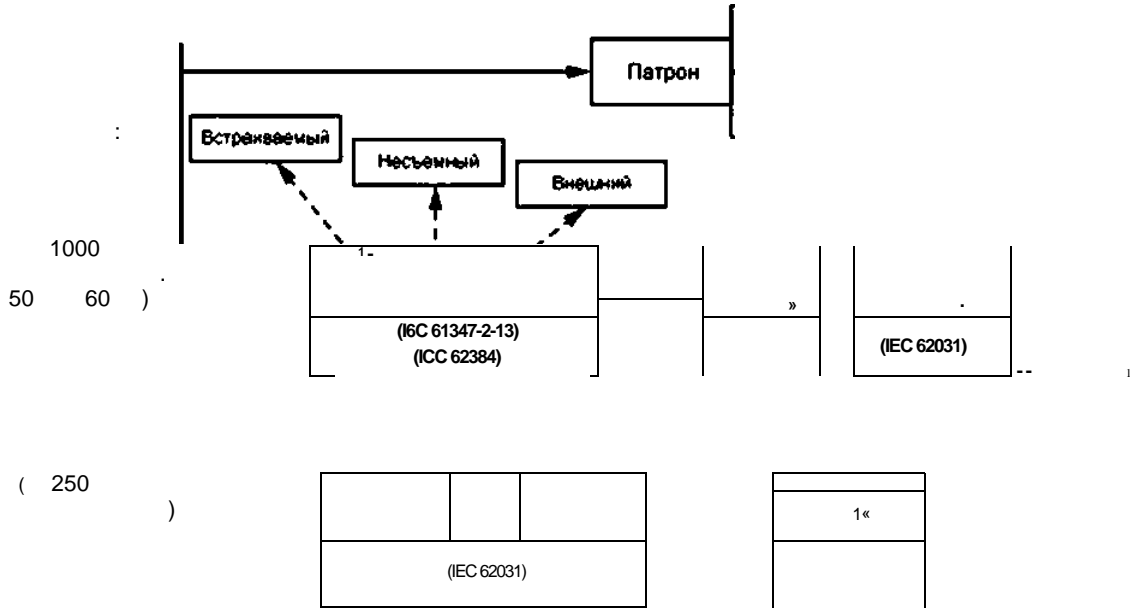 Патрон
:
Встраиваемый
Несъемный
Внешний
1000
1-
.
50 60 )
»
.
(I6C 61347-2-13)
(ICC 62384)
(IEC 62031)
--
1
( 250
)
1«
(IEC 62031)